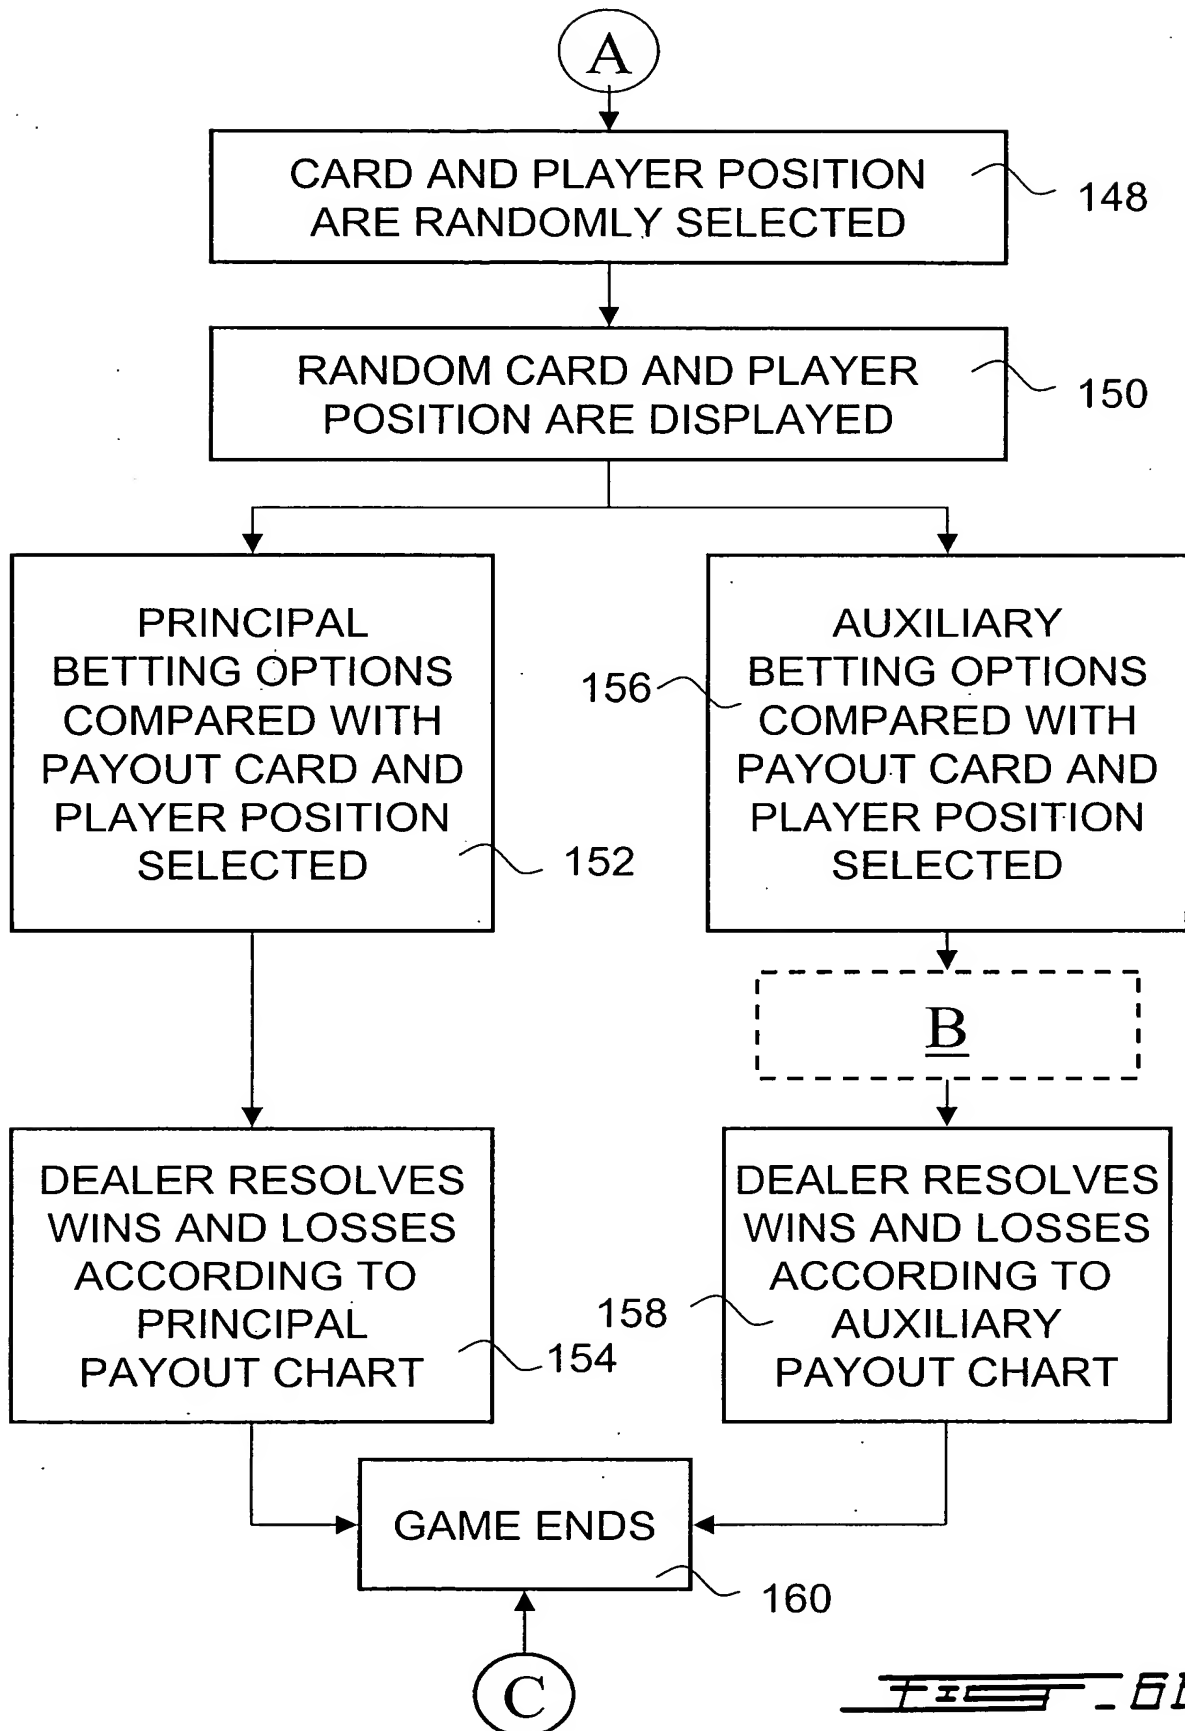 A
CARD AND PLAYER POSITION
ARE RANDOMLY SELECTED
148
RANDOM CARD AND PLAYER
POSITION ARE DISPLAYED
150
PRINCIPAL
BETTING OPTIONS
COMPARED WITH
PAYOUT CARD AND
PLAYER POSITION
SELECTED
152
AUXILIARY
BETTING OPTIONS
COMPARED WITH
PAYOUT CARD AND
PLAYER POSITION
SELECTED
156
B
DEALER RESOLVES
WINS AND LOSSES
ACCORDING TO
PRINCIPAL
PAYOUT CHART
154
DEALER RESOLVES
WINS AND LOSSES
ACCORDING TO
AUXILIARY
PAYOUT CHART
158
GAME ENDS
160
C